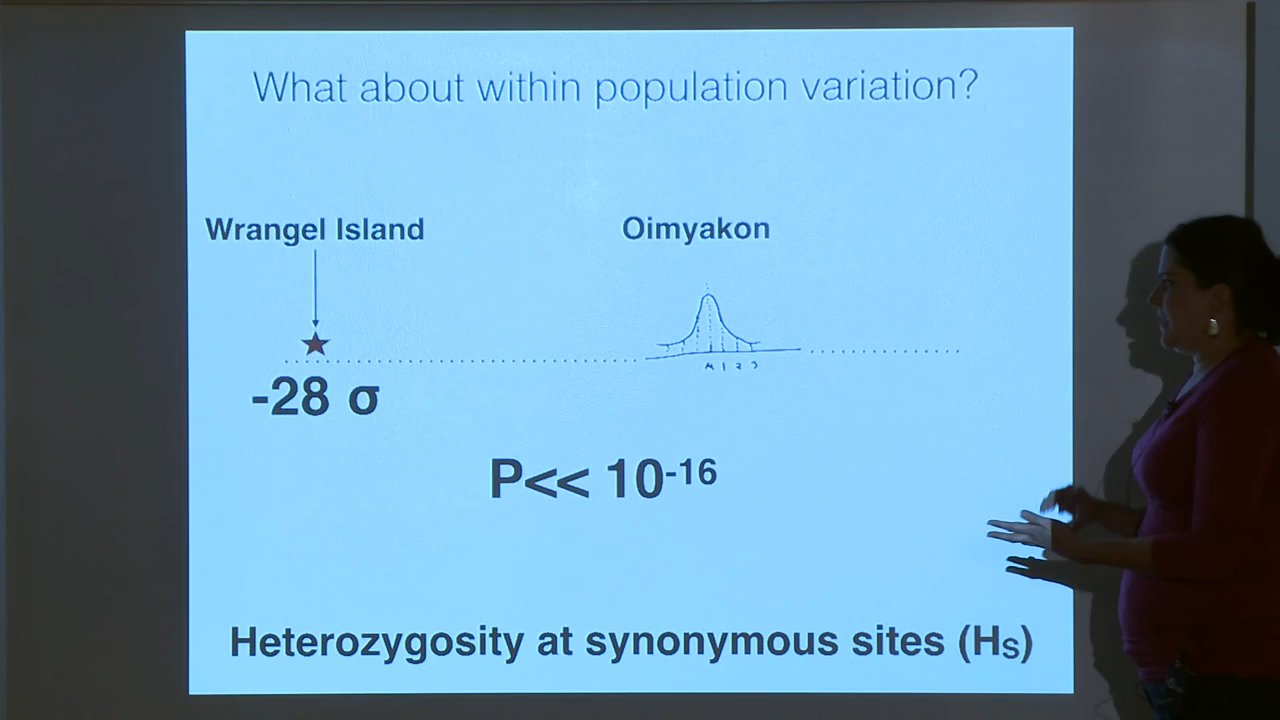 What about within population variation?
Wrangel Island
Oimyakon
-28 σ
P<< 10-16
Heterozygosity at synonymous sites (Hs)